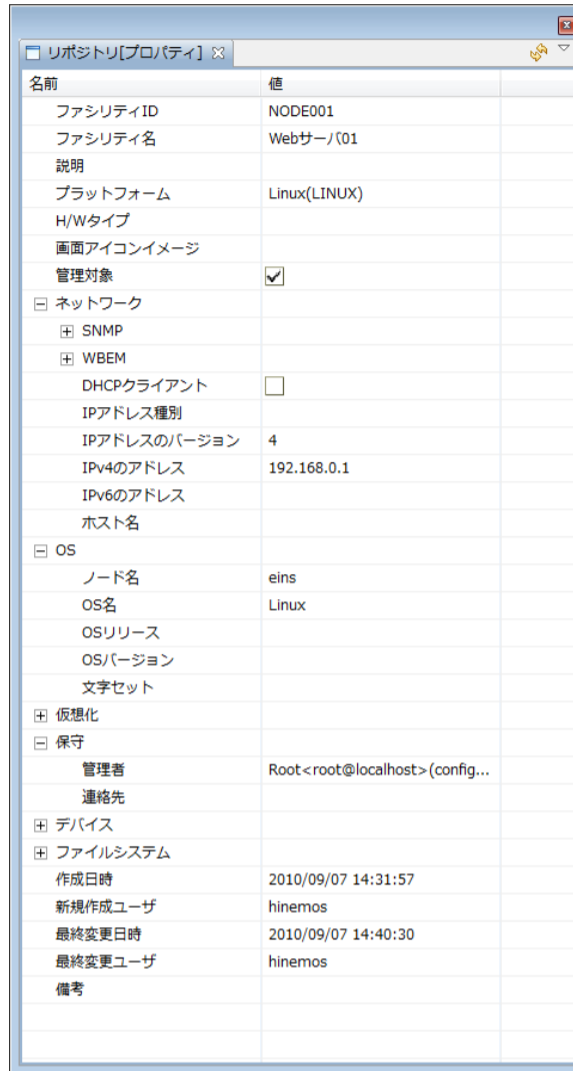 リポジトリ[プロパティ]
名前 値
ファシリティID NODE001
ファシリティ名 Webサーバ01
説明
プラットフォーム Linux(LINUX)
H/Wタイプ
画面アイコンイメージ
管理対象
ネットワーク
SNMP
WBEM
DHCPクライアント
IPアドレス種別
IPアドレスのバージョン 4
IPv4のアドレス 192.168.0.1
IPv6のアドレス
ホスト名
OS
ノード名 eins
OS名 Linux
OSリリース
OSバージョン
文字セット
仮想化
保守
管理者 Root<root@localhost>(config...
連絡先
デバイス
ファイルシステム
作成日時 2010/09/07 14:31:57
新規作成ユーザ hinemos
最終変更日時 2010/09/07 14:40:30
最終変更ユーザ hinemos
備考